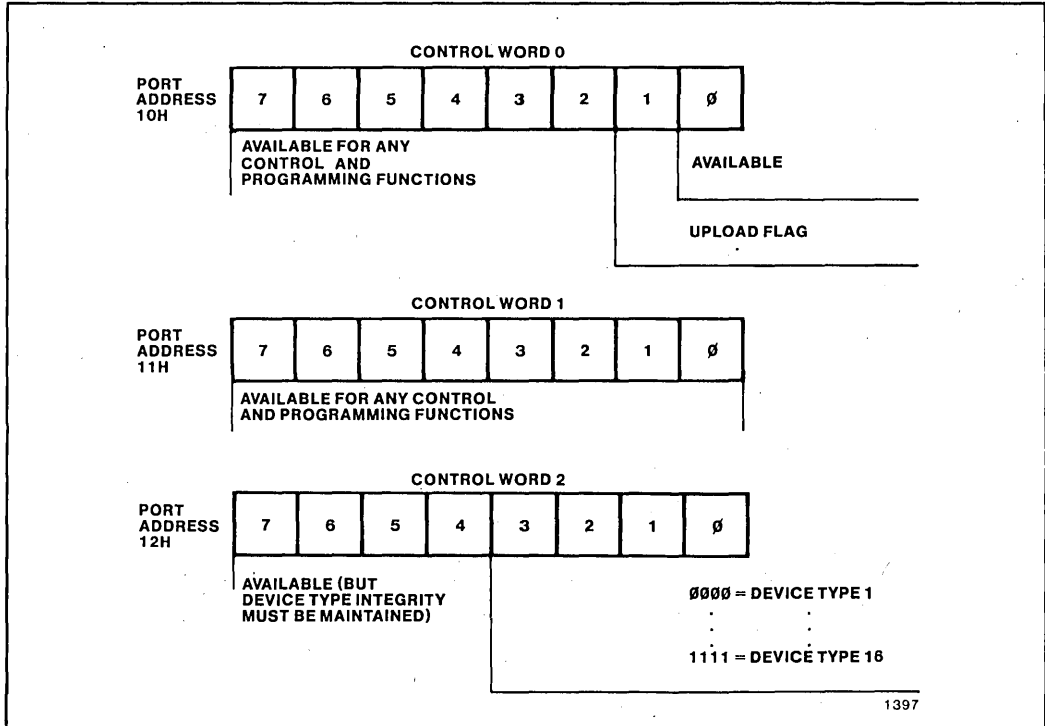 CONTROL WORD 0
PORT
ADDRESS
10H
7 6 5 4 3 2 1 Ø
AVAILABLE FOR ANY
CONTROL AND
PROGRAMMING FUNCTIONS
AVAILABLE
UPLOAD FLAG
CONTROL WORD 1
PORT
ADDRESS
11H
7 6 5 4 3 2 1 Ø
AVAILABLE FOR ANY CONTROL
AND PROGRAMMING FUNCTIONS
CONTROL WORD 2
PORT
ADDRESS
12H
7 6 5 4 3 2 1 Ø
AVAILABLE (BUT
DEVICE TYPE INTEGRITY
MUST BE MAINTAINED)
ØØØØ = DEVICE TYPE 1
1111 = DEVICE TYPE 16
1397